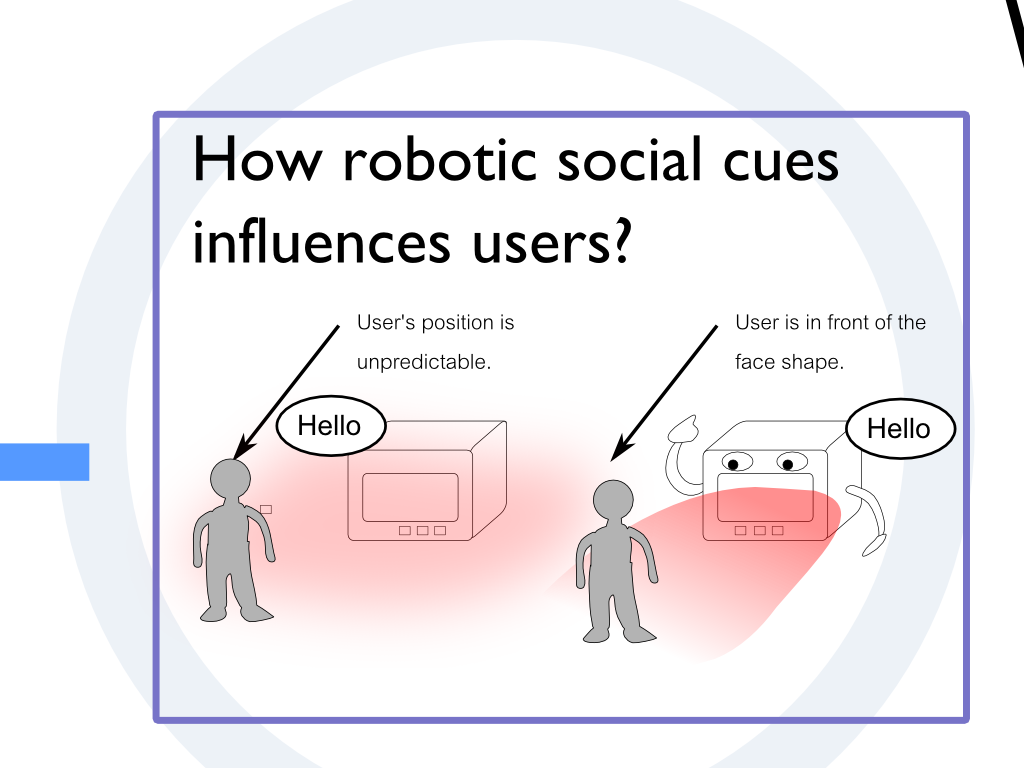 How robotic social cues
influences users?
User's position is
unpredictable.
User is in front of the
face shape.
Hello
Hello